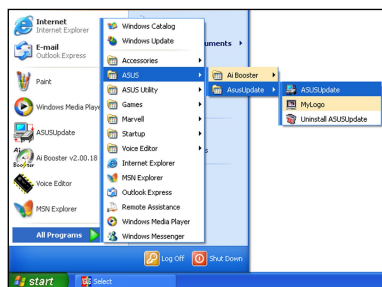 Internet
Internet Explorer
E-mail
Outlook Express
Paint
Windows Media Playe
ASUSUpdate
Ai Booster v2.00.18
Voice Editor
MSN Explorer
All Programs
Windows Catalog
Windows Update
Accessories
ASUS
ASUS Utility
Games
Marvell
Startup
Voice Editor
Internet Explorer
MSN Explorer
Outlook Express
Remote Assistance
Windows Media Player
Windows Messenger
uments
s
Ai Booster
AsusUpdate
ASUSUpdate
MyLogo
Uninstall ASUSUpdate
Log Off
Shut Down
start
Select